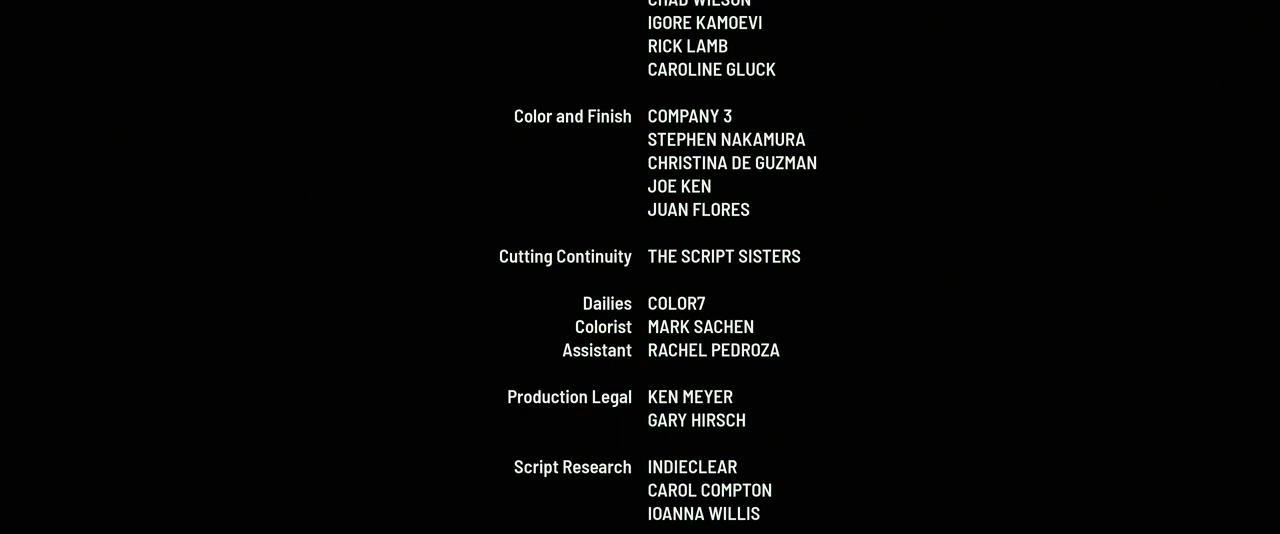 CHAD WILSON
IGORE KAMOEVI
RICK LAMB
CAROLINE GLUCK
Color and Finish COMPANY 3
STEPHEN NAKAMURA
CHRISTINA DE GUZMAN
JOE KEN
JUAN FLORES
Cutting Continuity THE SCRIPT SISTERS
Dailies COLOR7
Colorist MARK SACHEN
Assistant RACHEL PEDROZA
Production Legal KEN MEYER
GARY HIRSCH
Script Research INDIECLEAR
CAROL COMPTON
IOANNA WILLIS